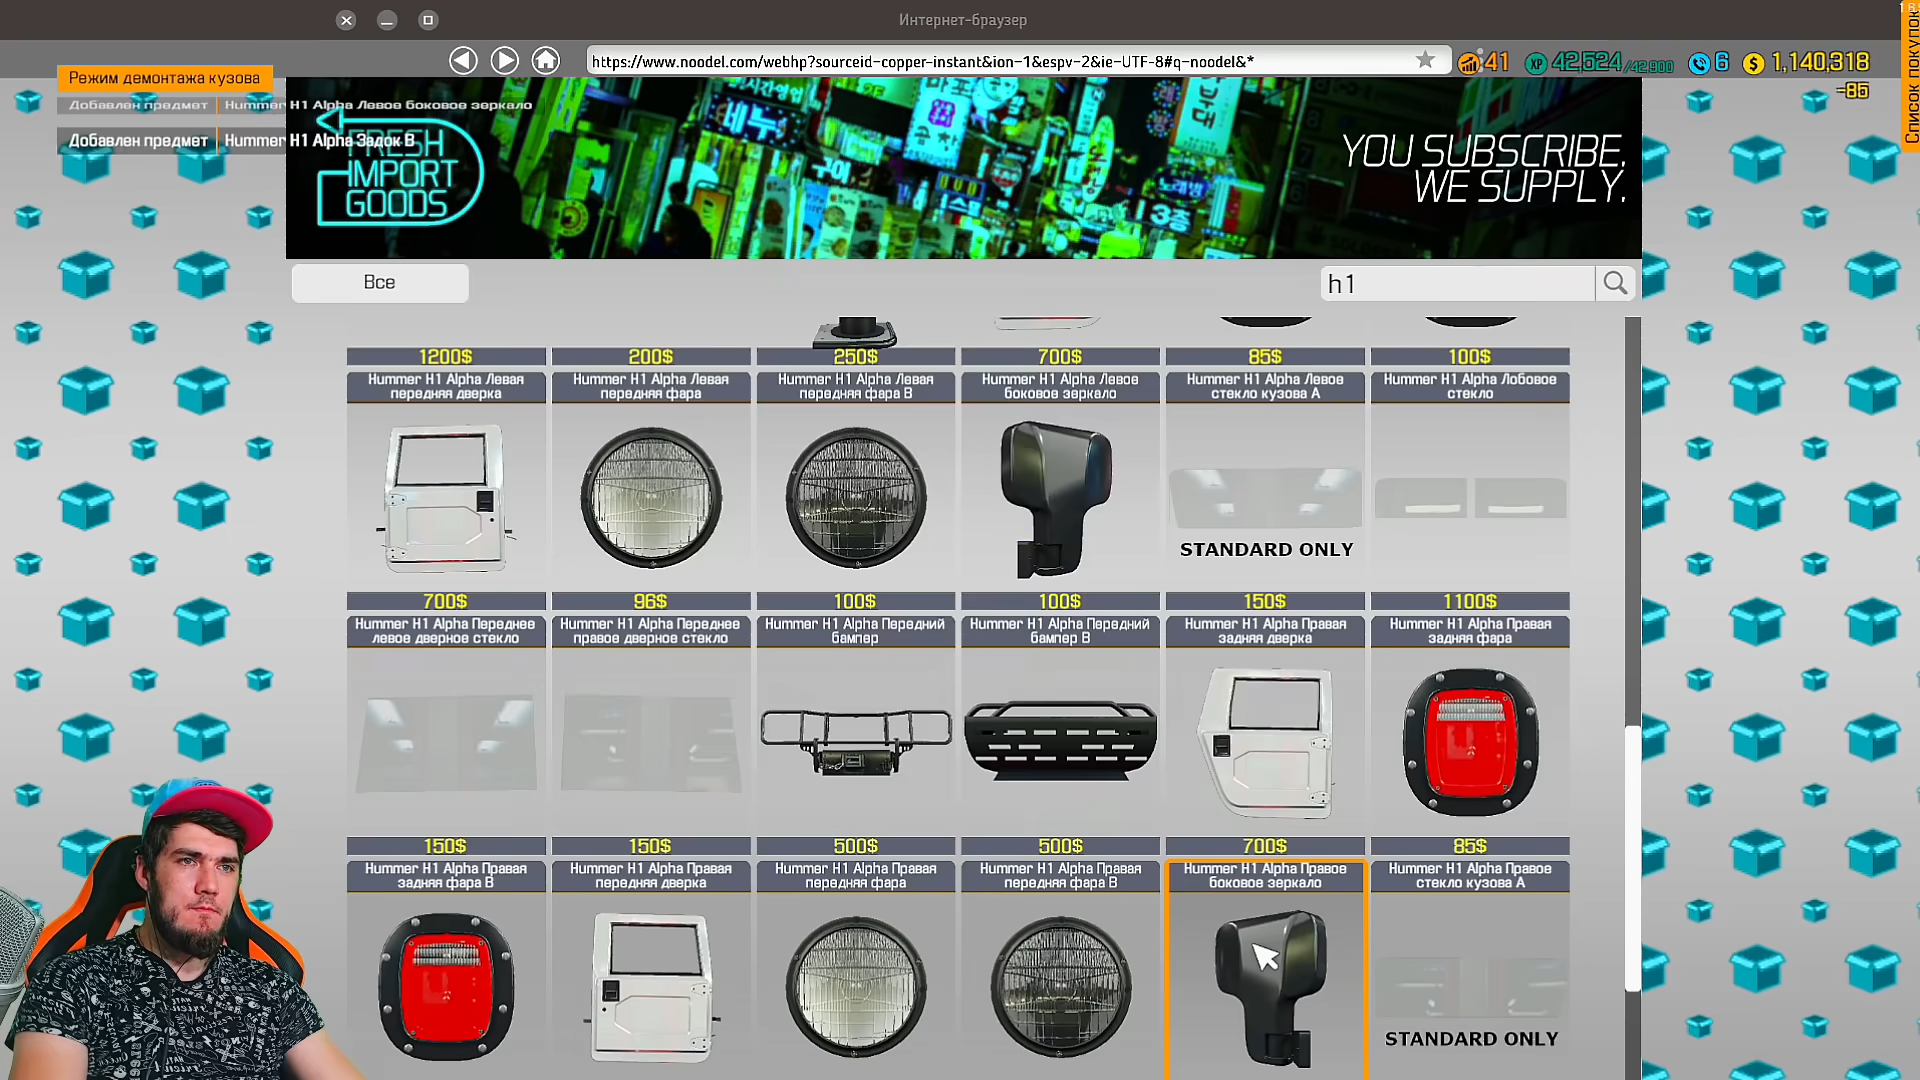 Интернет-браузер
https://www.noodel.com/webhp?sourceid-copper-instant&ion-1&espv-2&ie-UTF-8#q-noodel&*
41
XP 42,524/42,900
6
$ 1,140,318
-85
Список покупок
Режим демонтажа кузова
Добавлен предмет Hummer H1 Alpha Левое боковое зеркало
Добавлен предмет Hummer H1 Alpha Задок B
FRESH
IMPORT
GOODS
YOU SUBSCRIBE,
WE SUPPLY.
Все
h1
1200$ 200$ 250$ 700$ 85$ 100$
Hummer H1 Alpha Левая передняя дверка
Hummer H1 Alpha Левая передняя фара
Hummer H1 Alpha Левая передняя фара B
Hummer H1 Alpha Левое боковое зеркало
Hummer H1 Alpha Левое стекло кузова A
Hummer H1 Alpha Лобовое стекло
STANDARD ONLY
700$ 96$ 100$ 100$ 150$ 1100$
Hummer H1 Alpha Переднее левое дверное стекло
Hummer H1 Alpha Переднее правое дверное стекло
Hummer H1 Alpha Передний бампер
Hummer H1 Alpha Передний бампер B
Hummer H1 Alpha Правая задняя дверка
Hummer H1 Alpha Правая задняя фара
150$ 150$ 500$ 500$ 700$ 85$
Hummer H1 Alpha Правая задняя фара B
Hummer H1 Alpha Правая передняя дверка
Hummer H1 Alpha Правая передняя фара
Hummer H1 Alpha Правая передняя фара B
Hummer H1 Alpha Правое боковое зеркало
Hummer H1 Alpha Правое стекло кузова A
STANDARD ONLY